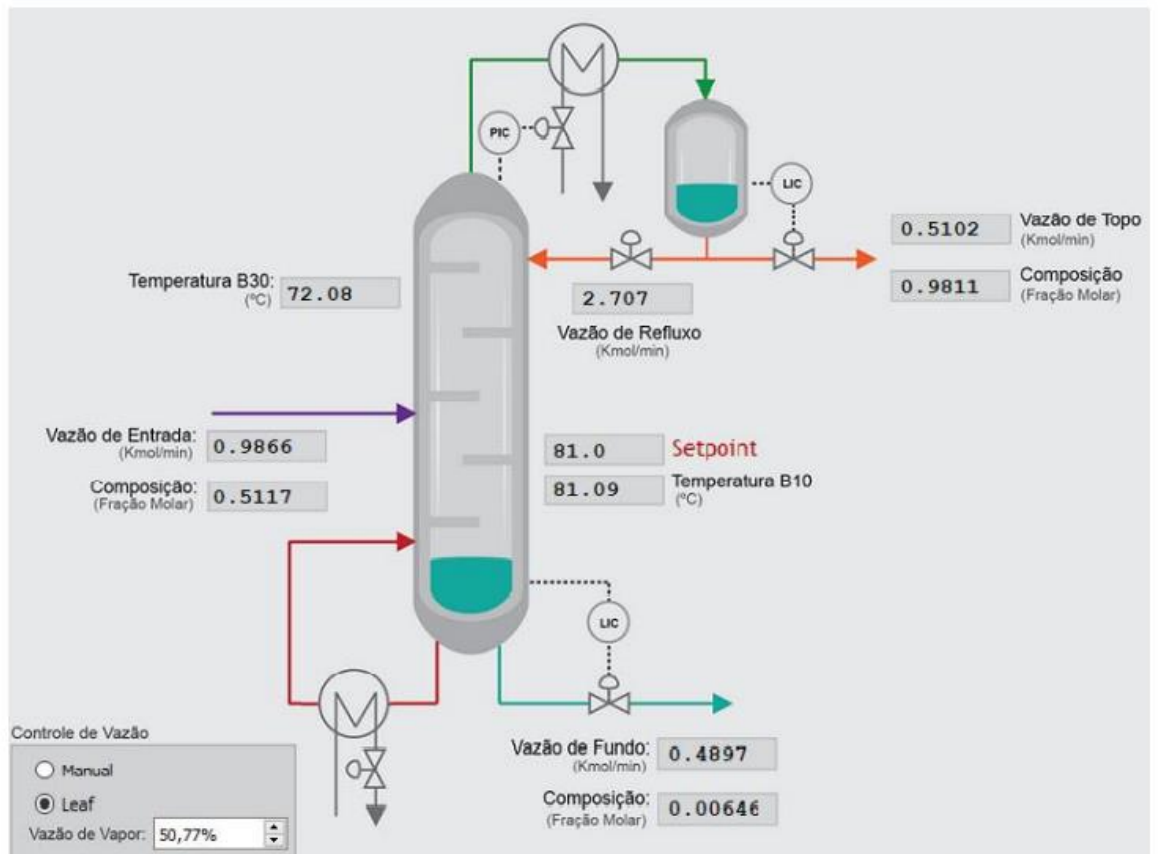 PIC
LIC
0.5102
Vazão de Topo
(Kmol/min)
0.9811
Composição
(Fração Molar)
Temperatura B30:
(ºC)
72.08
2.707
Vazão de Refluxo
(Kmol/min)
Vazão de Entrada:
(Kmol/min)
0.9866
Composição:
(Fração Molar)
0.5117
81.0
Setpoint
81.09
Temperatura B10
(ºC)
LIC
Controle de Vazão
Manual
Leaf
Vazão de Vapor:
50,77%
Vazão de Fundo:
(Kmol/min)
0.4897
Composição:
(Fração Molar)
0.00646